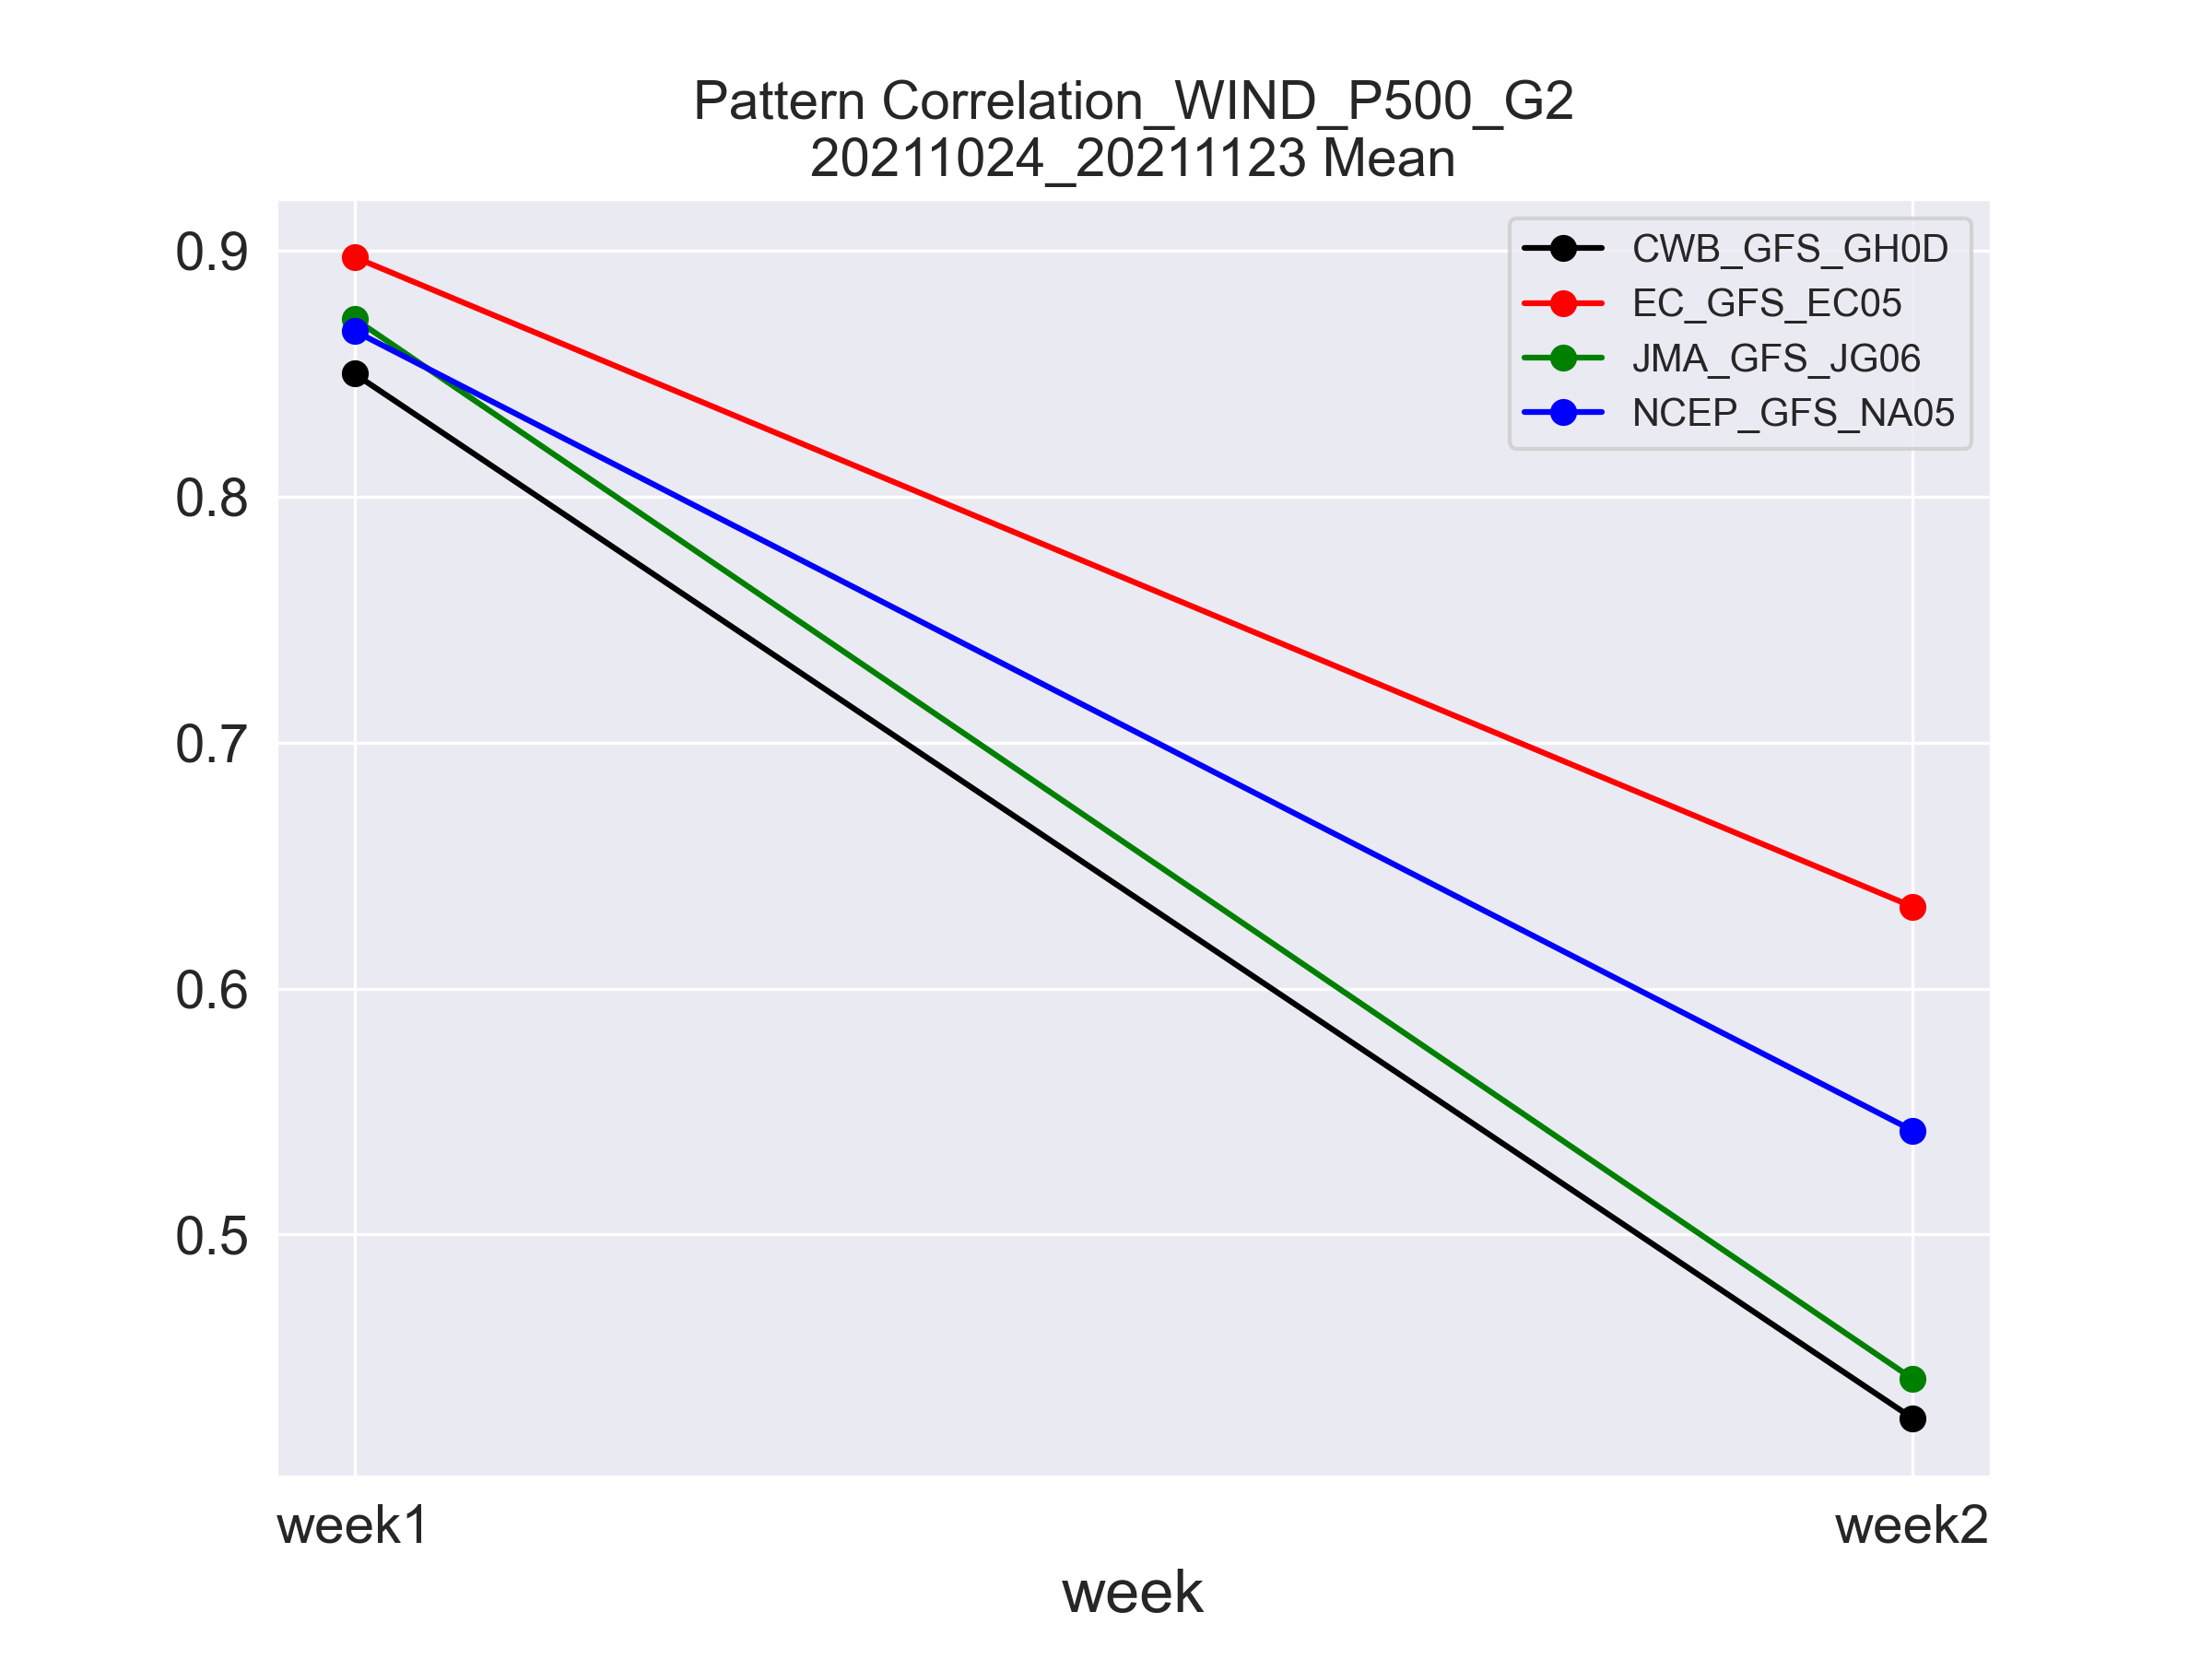 Pattern Correlation_WIND_P500_G2
20211024_20211123 Mean
CWB_GFS_GH0D
EC_GFS_EC05
JMA_GFS_JG06
NCEP_GFS_NA05
0.9
0.8
0.7
0.6
0.5
week1
week2
week